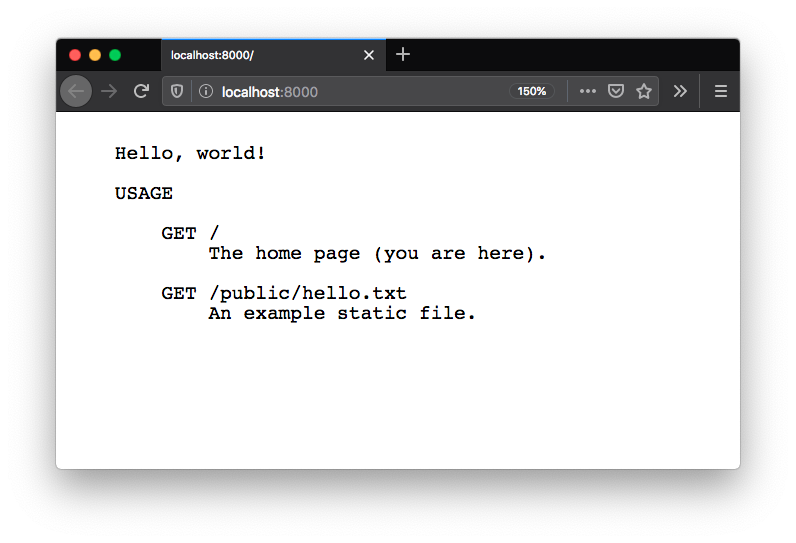 localhost:8000/
localhost:8000
150%
Hello, world!
USAGE
GET /
The home page (you are here).
GET /public/hello.txt
An example static file.